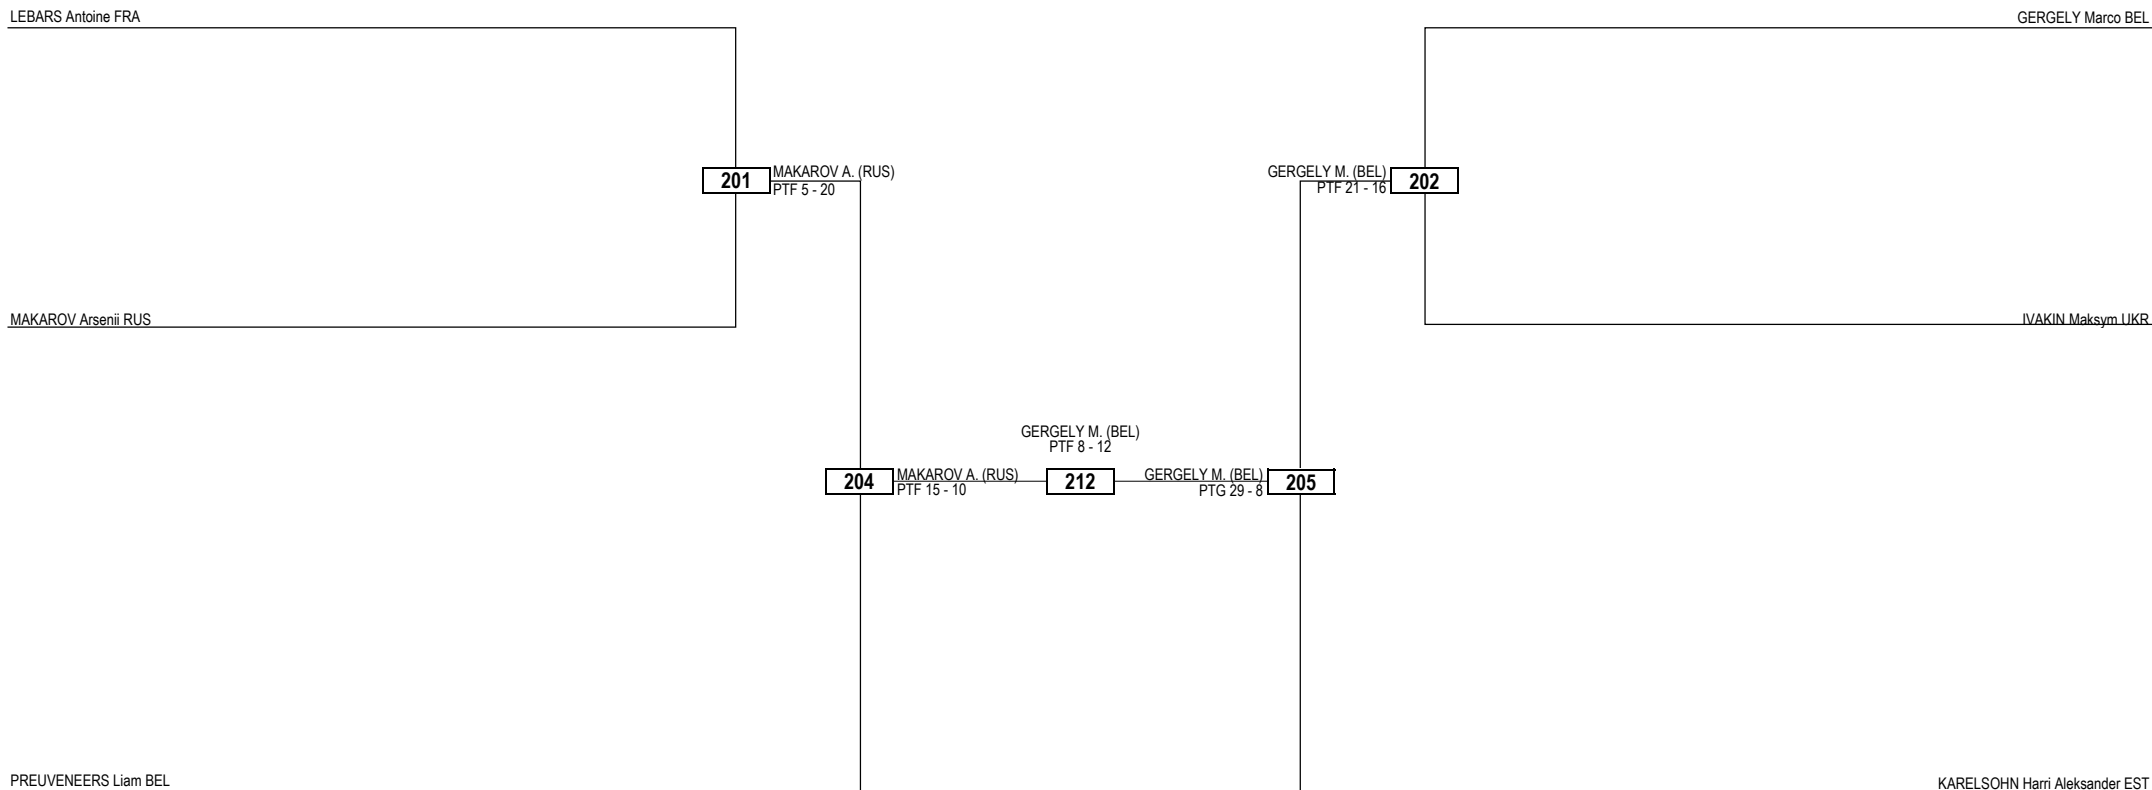 LEBARS Antoine FRA
GERGELY Marco BEL
201
MAKAROV A. (RUS)
PTF 5 - 20
GERGELY M. (BEL)
PTF 21 - 16
202
MAKAROV Arsenii RUS
IVAKIN Maksym UKR
GERGELY M. (BEL)
PTF 8 - 12
204
MAKAROV A. (RUS)
PTF 15 - 10
212
GERGELY M. (BEL)
PTG 29 - 8
205
PREUVENEERS Liam BEL
KARELSOHN Harri Aleksander EST